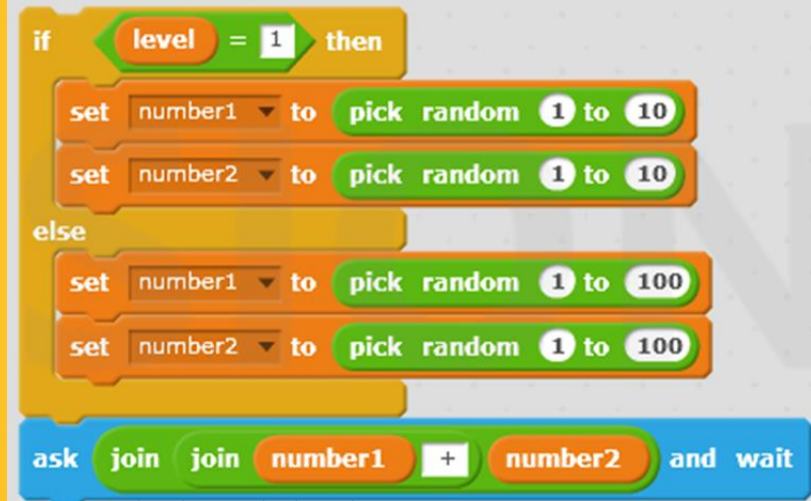 if level = 1 then
set number1 to pick random 1 to 10
set number2 to pick random 1 to 10
else
set number1 to pick random 1 to 100
set number2 to pick random 1 to 100
ask join join number1 + number2 and wait